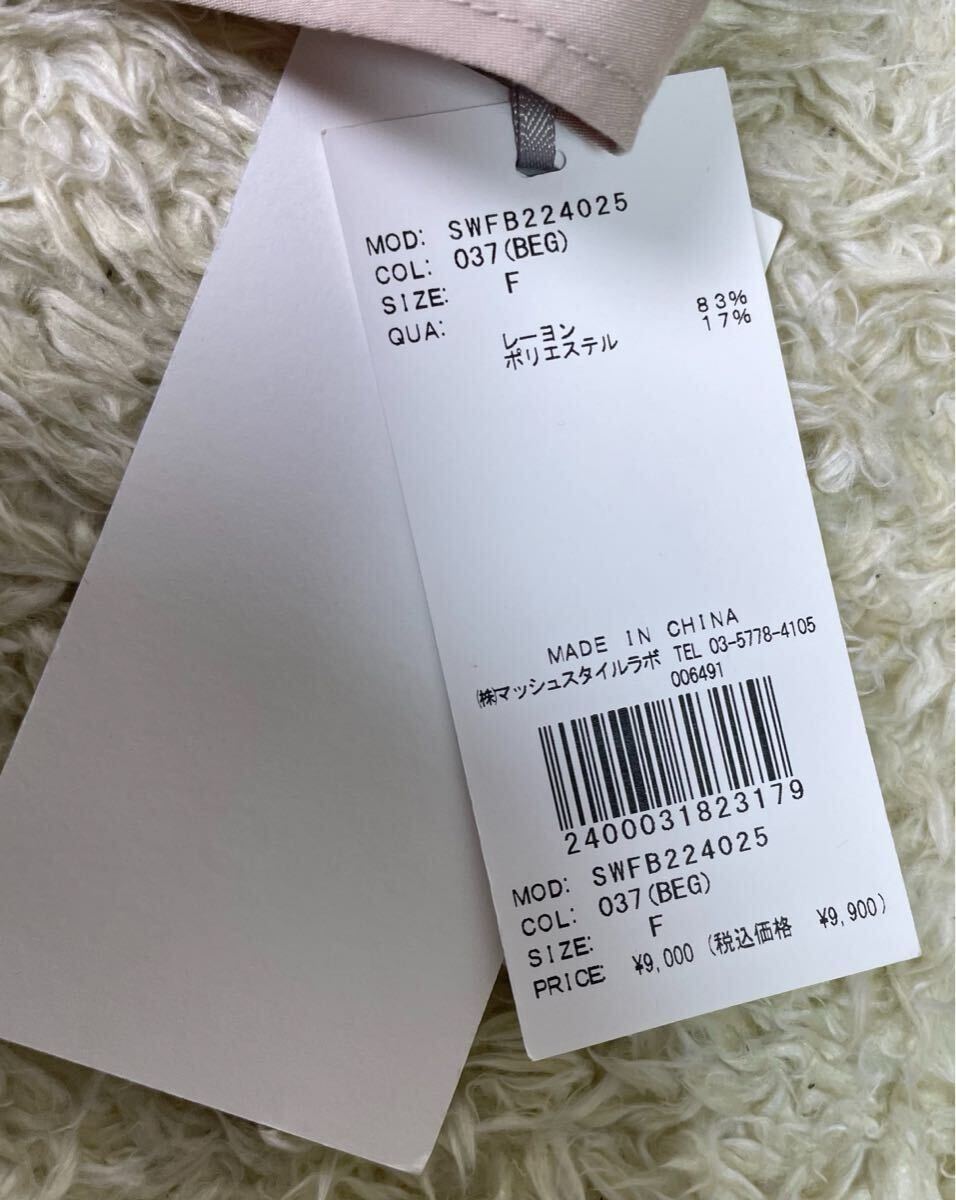 MOD: SWFB224025
COL: 037(BEG)
SIZE: F
QUA: レーヨン 83%
ポリエステル 17%
MADE IN CHINA
㈱マッシュスタイルラボ TEL 03-5778-4105
006491
2400031823179
MOD: SWFB224025
COL: 037(BEG)
SIZE: F
PRICE: ¥9,000 (税込価格 ¥9,900)